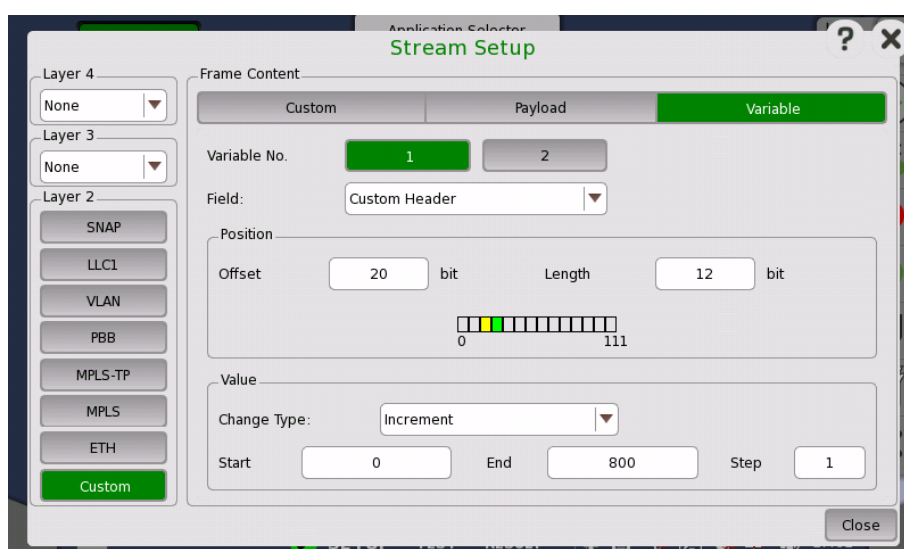 Application Selector
Stream Setup
?
X
Layer 4
None
Layer 3
None
Layer 2
SNAP
LLC1
VLAN
PBB
MPLS-TP
MPLS
ETH
Custom
Frame Content
Custom Payload Variable
Variable No. 1 2
Field: Custom Header
Position
Offset 20 bit Length 12 bit
0 111
Value
Change Type: Increment
Start 0 End 800 Step 1
Close